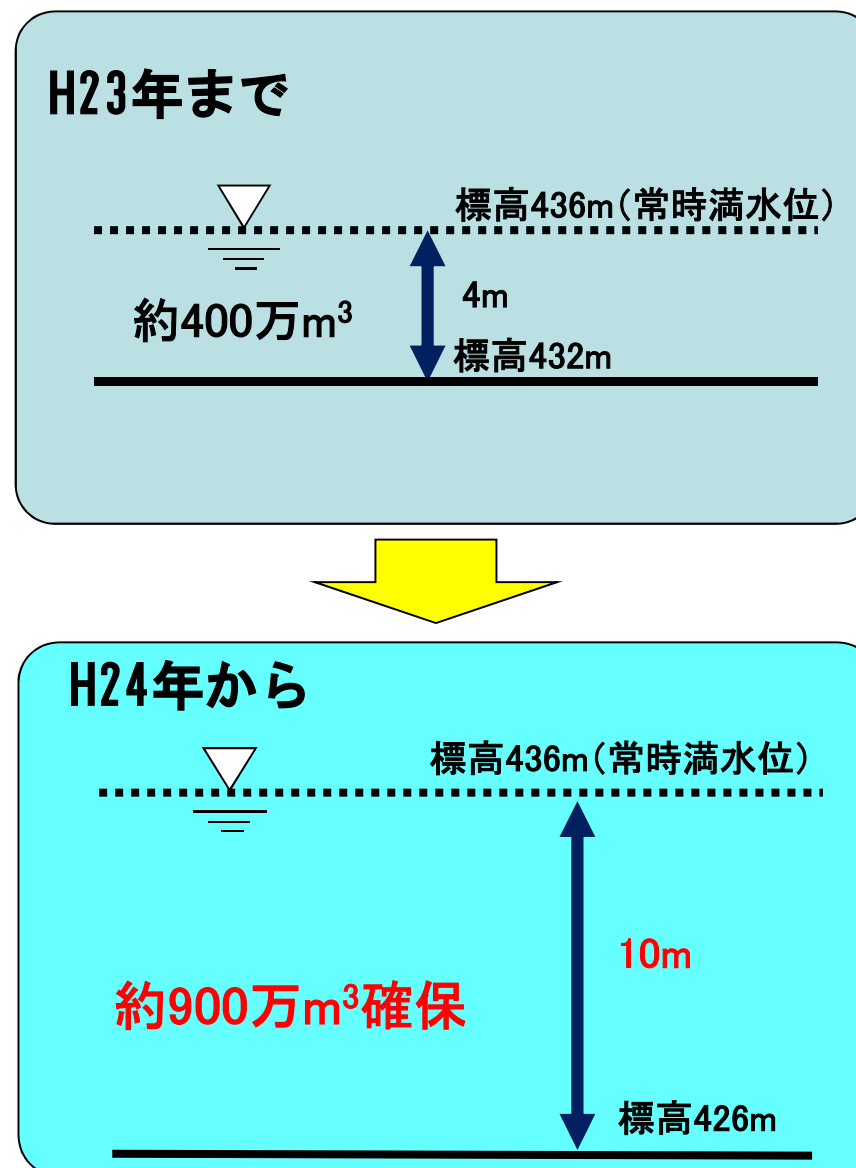 H23年まで
標高436m(常時満水位)
4m
約400万m³
標高432m
H24年から
標高436m(常時満水位)
10m
約900万m³確保
標高426m